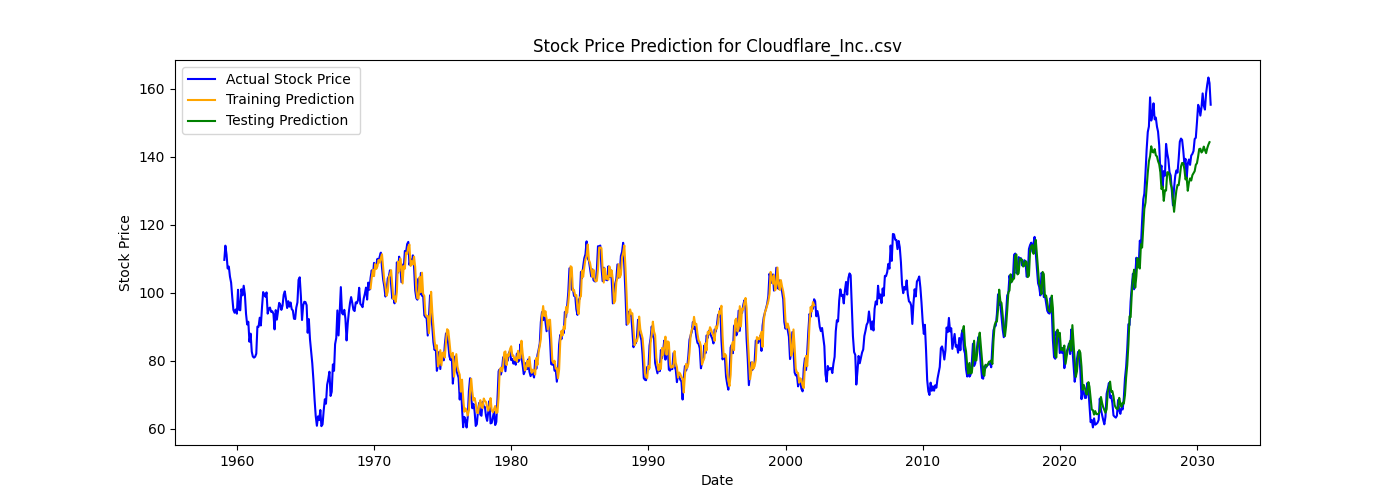 Stock Price Prediction for Cloudflare_Inc..csv
Actual Stock Price
Training Prediction
Testing Prediction
Stock Price
160
140
120
100
80
60
1960 1970 1980 1990 2000 2010 2020 2030
Date